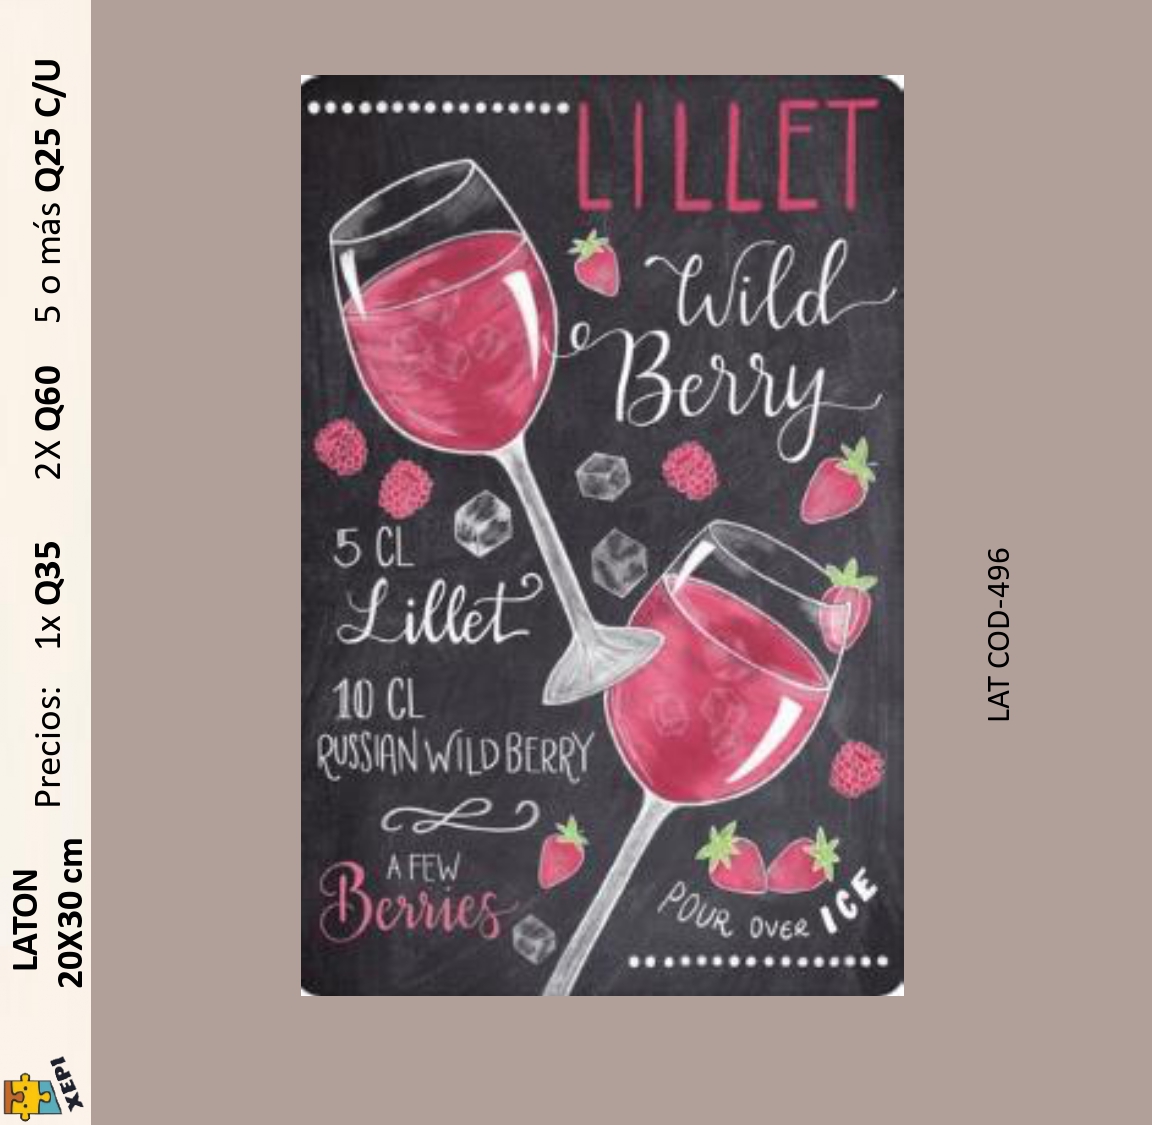 LATON
20X30 cm
Precios: 1x Q35 2X Q60 5 o más Q25 C/U
XEPI
LILLET
Wild
Berry
5 CL
Lillet
10 CL
RUSSIAN WILD BERRY
A FEW
Berries
POUR OVER ICE
LAT COD-496